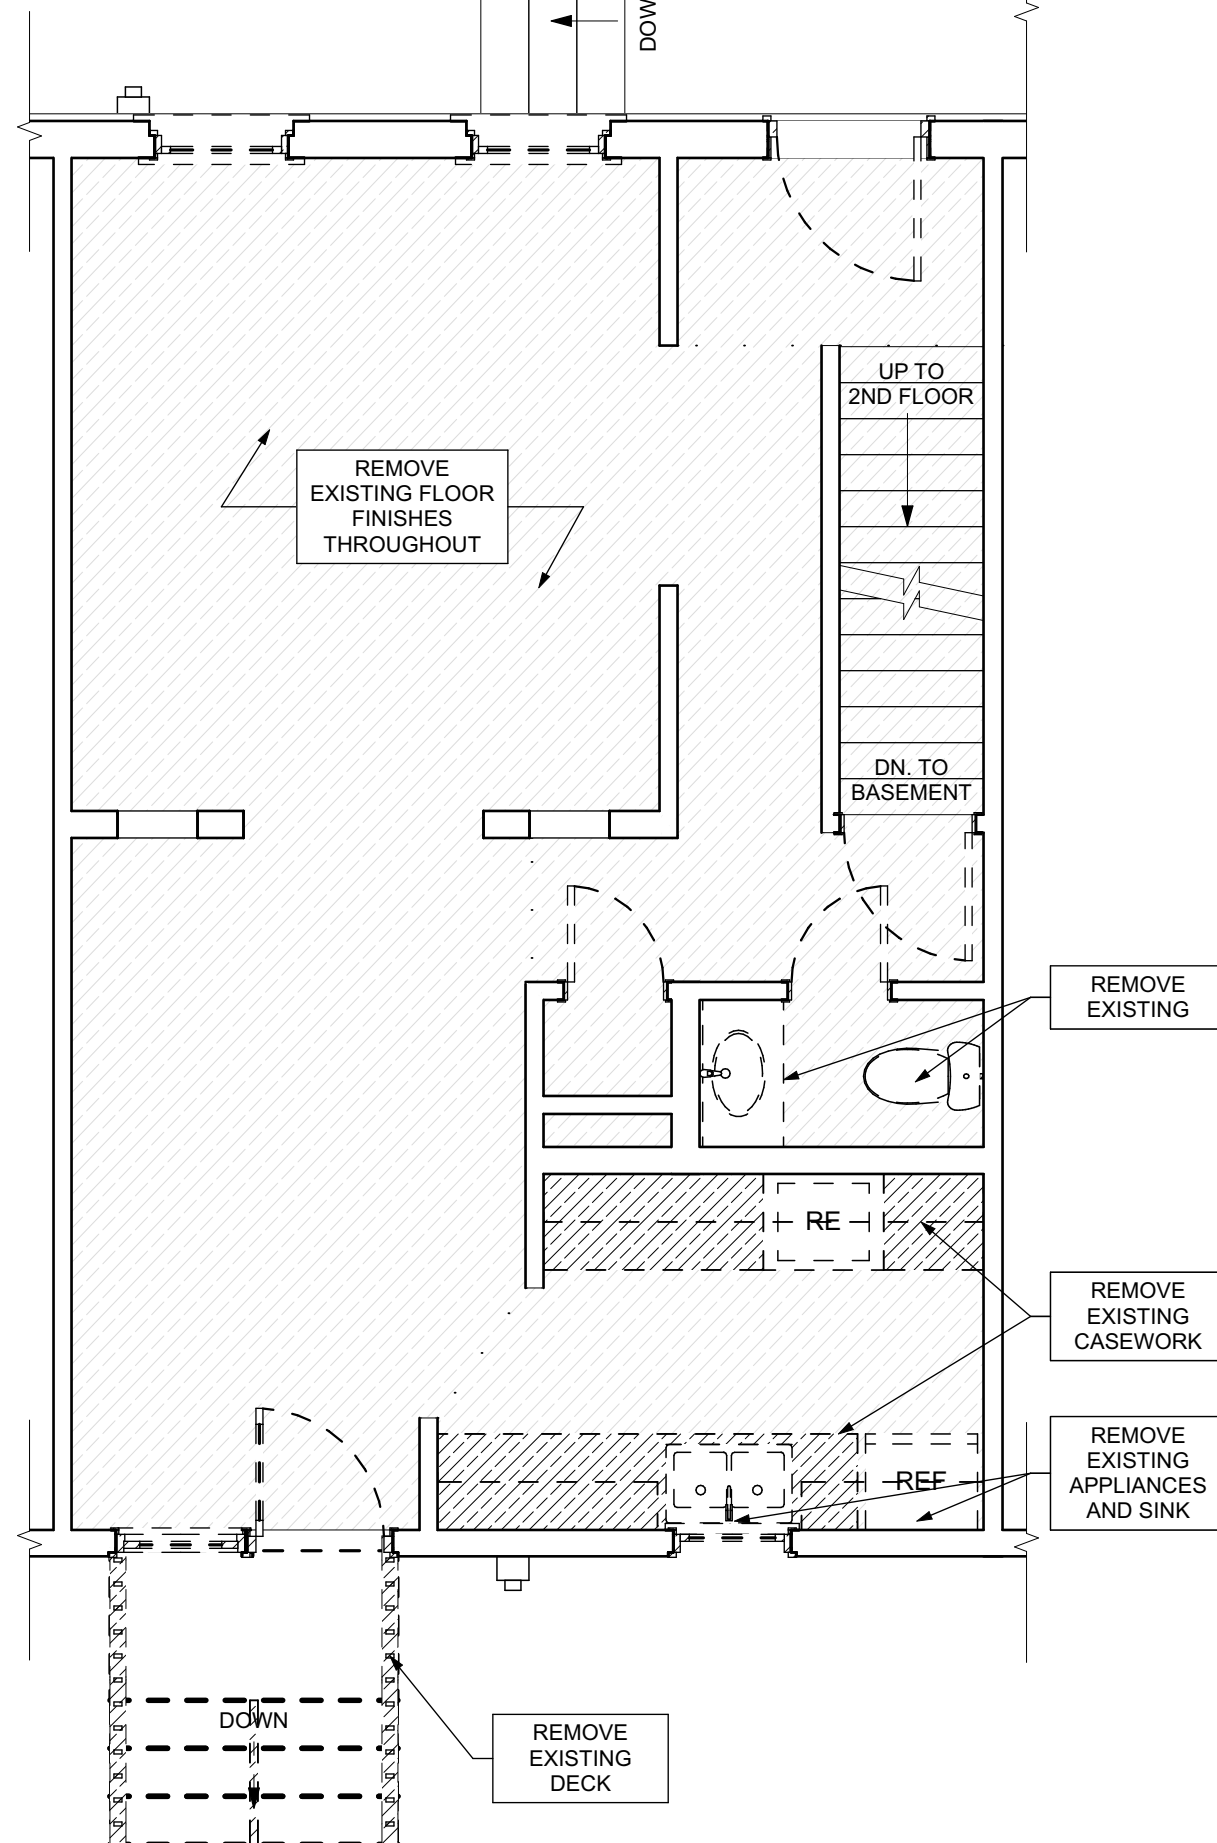 DOW
UP TO
2ND FLOOR
REMOVE
EXISTING FLOOR
FINISHES
THROUGHOUT
DN. TO
BASEMENT
REMOVE
EXISTING
RE
REMOVE
EXISTING
CASEWORK
REMOVE
EXISTING
APPLIANCES
AND SINK
REF
DOWN
REMOVE
EXISTING
DECK